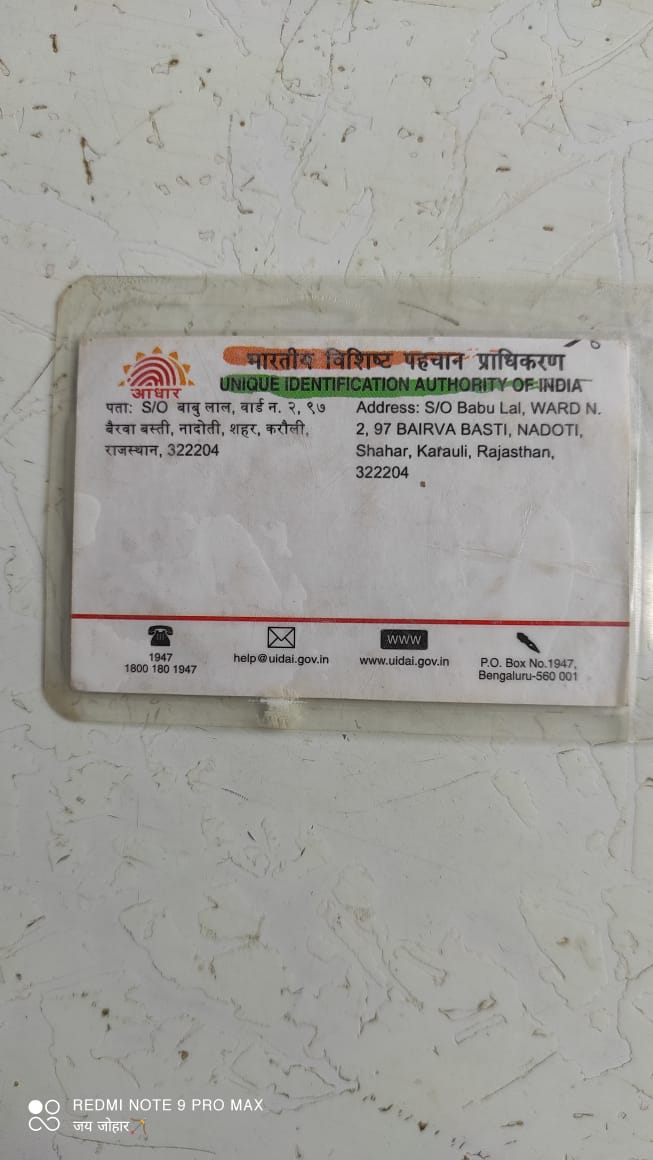 भारतीय विशिष्ट पहचान प्राधिकरण
UNIQUE IDENTIFICATION AUTHORITY OF INDIA
आधार
पता: S/O बाबु लाल, वार्ड न. २, ९७
बैरवा बस्ती, नादोती, शहर, करौली,
राजस्थान, 322204
Address: S/O Babu Lal, WARD N.
2, 97 BAIRVA BASTI, NADOTI,
Shahar, Karauli, Rajasthan,
322204
1947
1800 180 1947
help@uidai.gov.in
WWW
www.uidai.gov.in
P.O. Box No.1947,
Bengaluru-560 001
REDMI NOTE 9 PRO MAX
जय जोहार